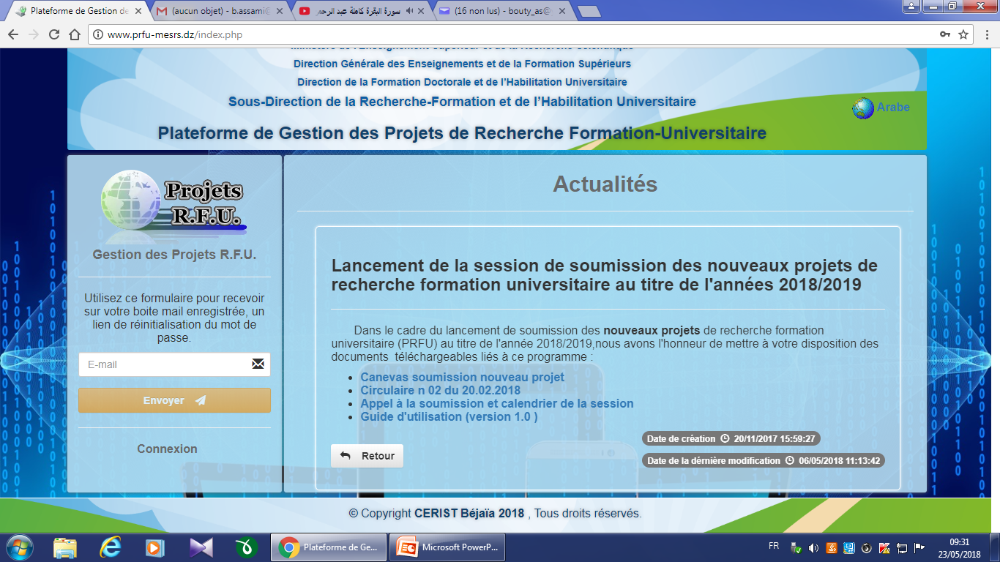 Plateforme de Gestion de
(aucun objet) - b.assami@
سورة البقرة كاملة عبد الرحم
(16 non lus) - bouty_as@
www.prfu-mesrs.dz/index.php
Ministère de l'Enseignement Supérieur et de la Recherche Scientifique
Direction Générale des Enseignements et de la Formation Supérieurs
Direction de la Formation Doctorale et de l'Habilitation Universitaire
Sous-Direction de la Recherche-Formation et de l'Habilitation Universitaire
Arabe
Plateforme de Gestion des Projets de Recherche Formation-Universitaire
Projets
R.F.U.
Gestion des Projets R.F.U.
Utilisez ce formulaire pour recevoir
sur votre boite mail enregistrée, un
lien de réinitialisation du mot de
passe.
E-mail
Envoyer
Connexion
Actualités
Lancement de la session de soumission des nouveaux projets de
recherche formation universitaire au titre de l'années 2018/2019
Dans le cadre du lancement de soumission des nouveaux projets de recherche formation
universitaire (PRFU) au titre de l'année 2018/2019,nous avons l'honneur de mettre à votre disposition des
documents téléchargeables liés à ce programme :
Canevas soumission nouveau projet
Circulaire n 02 du 20.02.2018
Appel à la soumission et calendrier de la session
Guide d'utilisation (version 1.0 )
Date de création 20/11/2017 15:59:27
Retour
Date de la dérnière modification 06/05/2018 11:13:42
© Copyright CERIST Béjaïa 2018 , Tous droits réservés.
Plateforme de Ge...
Microsoft PowerP...
FR
09:31
23/05/2018